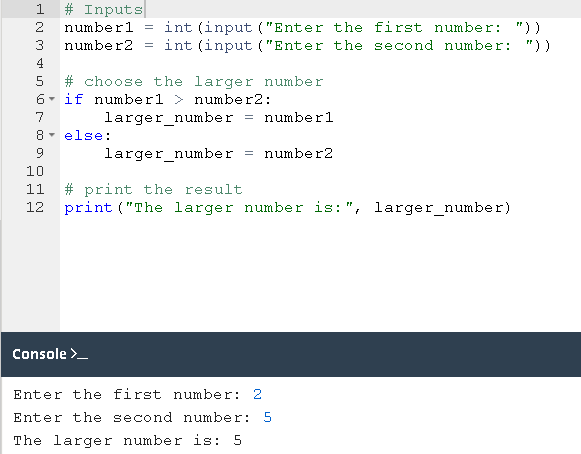 1 # Inputs
2 number1 = int(input("Enter the first number: "))
3 number2 = int(input("Enter the second number: "))
4
5 # choose the larger number
6 if number1 > number2:
7     larger_number = number1
8 else:
9     larger_number = number2
10
11 # print the result
12 print("The larger number is:", larger_number)
Console >_
Enter the first number: 2
Enter the second number: 5
The larger number is: 5